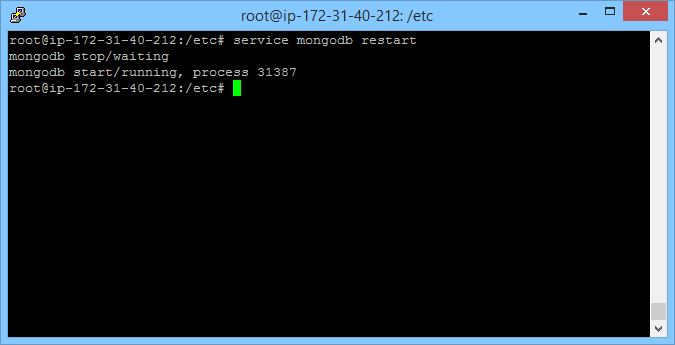 root@ip-172-31-40-212: /etc
root@ip-172-31-40-212:/etc# service mongodb restart
mongodb stop/waiting
mongodb start/running, process 31387
root@ip-172-31-40-212:/etc#